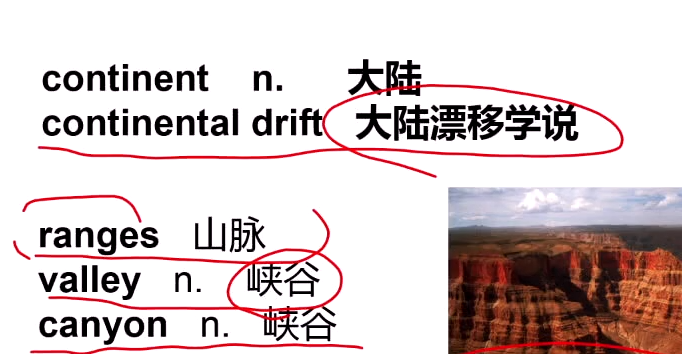 continent n. 大陆
continental drift 大陆漂移学说
ranges 山脉
valley n. 峡谷
canyon n. 峡谷